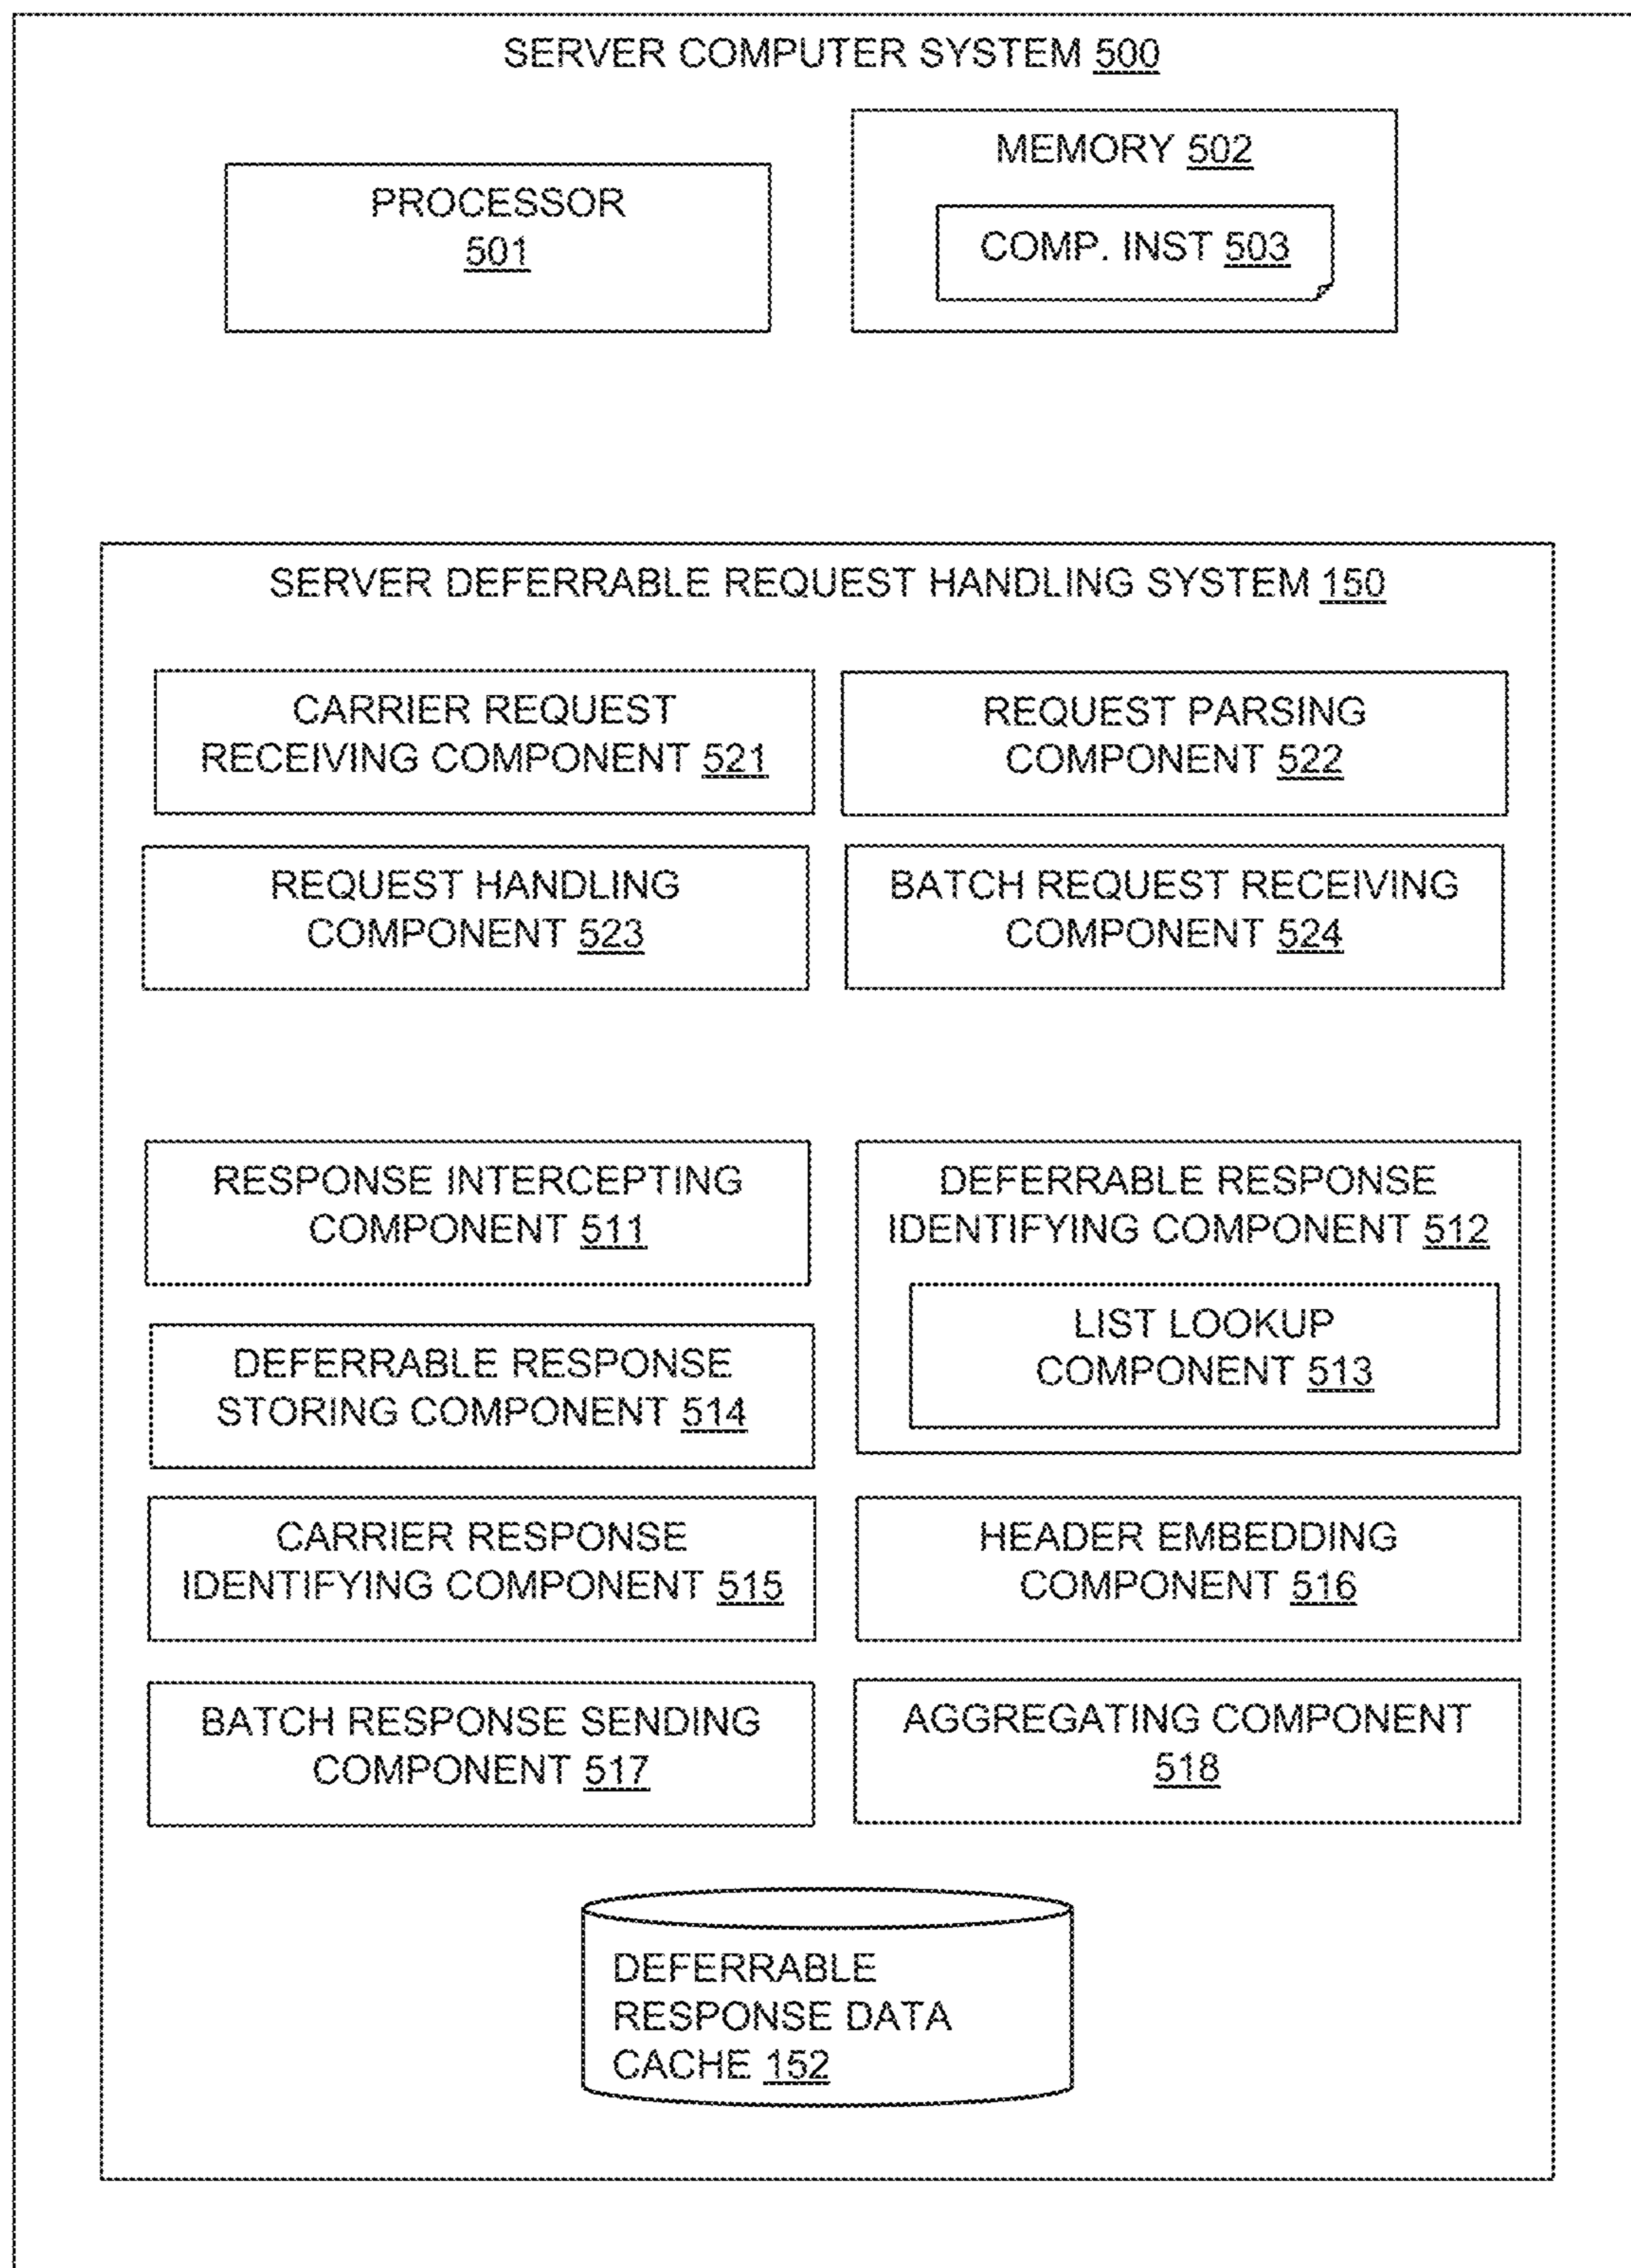 SERVER COMPUTER SYSTEM 500
PROCESSOR
501
MEMORY 502
COMP. INST 503
SERVER DEFERRABLE REQUEST HANDLING SYSTEM 150
CARRIER REQUEST
RECEIVING COMPONENT 521
REQUEST PARSING
COMPONENT 522
REQUEST HANDLING
COMPONENT 523
BATCH REQUEST RECEIVING
COMPONENT 524
RESPONSE INTERCEPTING
COMPONENT 511
DEFERRABLE RESPONSE
IDENTIFYING COMPONENT 512
LIST LOOKUP
COMPONENT 513
DEFERRABLE RESPONSE
STORING COMPONENT 514
CARRIER RESPONSE
IDENTIFYING COMPONENT 515
HEADER EMBEDDING
COMPONENT 516
BATCH RESPONSE SENDING
COMPONENT 517
AGGREGATING COMPONENT
518
DEFERRABLE
RESPONSE DATA
CACHE 152